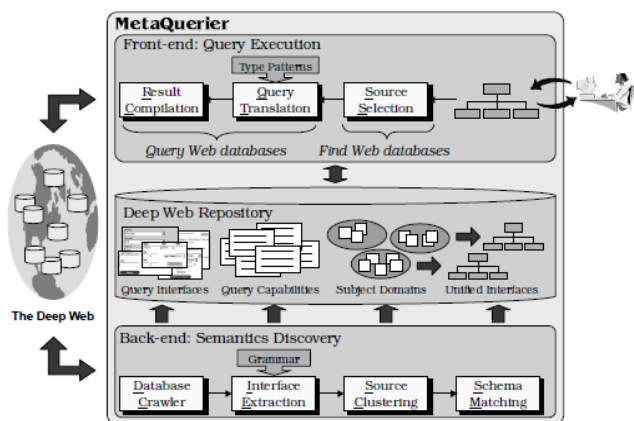 MetaQuerier
Front-end: Query Execution
Type Patterns
Result
Compilation
Query
Translation
Source
Selection
Query Web databases
Find Web databases
Deep Web Repository
Query Interfaces
Query Capabilities
Subject Domains
Unified Interfaces
The Deep Web
Back-end: Semantics Discovery
Grammar
Database
Crawler
Interface
Extraction
Source
Clustering
Schema
Matching